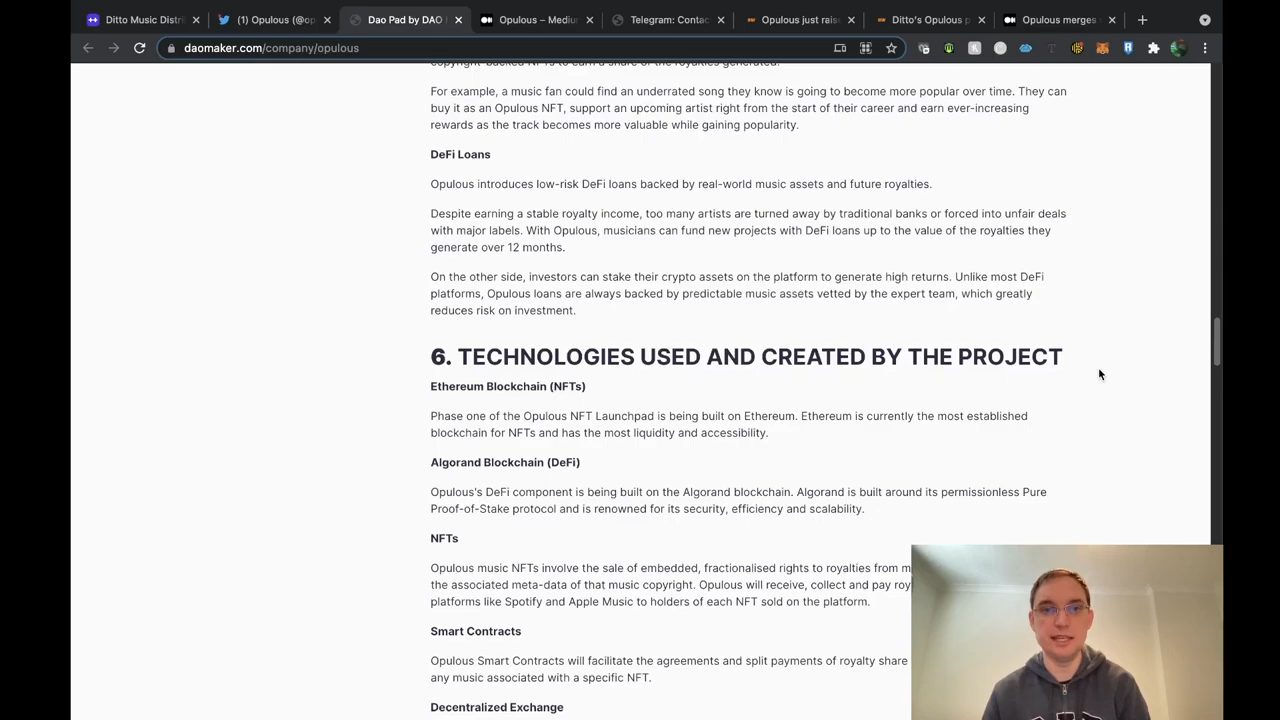 Ditto Music Distri
(1) Opulous (@op
Dao Pad by DAO
Opulous – Medium
Telegram: Contac
Opulous just rais
Ditto's Opulous p
Opulous merges
daomaker.com/company/opulous
copyright-backed NFTs to earn a share of the royalties generated.
For example, a music fan could find an underrated song they know is going to become more popular over time. They can
buy it as an Opulous NFT, support an upcoming artist right from the start of their career and earn ever-increasing
rewards as the track becomes more valuable while gaining popularity.
DeFi Loans
Opulous introduces low-risk DeFi loans backed by real-world music assets and future royalties.
Despite earning a stable royalty income, too many artists are turned away by traditional banks or forced into unfair deals
with major labels. With Opulous, musicians can fund new projects with DeFi loans up to the value of the royalties they
generate over 12 months.
On the other side, investors can stake their crypto assets on the platform to generate high returns. Unlike most DeFi
platforms, Opulous loans are always backed by predictable music assets vetted by the expert team, which greatly
reduces risk on investment.
6. TECHNOLOGIES USED AND CREATED BY THE PROJECT
Ethereum Blockchain (NFTs)
Phase one of the Opulous NFT Launchpad is being built on Ethereum. Ethereum is currently the most established
blockchain for NFTs and has the most liquidity and accessibility.
Algorand Blockchain (DeFi)
Opulous's DeFi component is being built on the Algorand blockchain. Algorand is built around its permissionless Pure
Proof-of-Stake protocol and is renowned for its security, efficiency and scalability.
NFTs
Opulous music NFTs involve the sale of embedded, fractionalised rights to royalties from m
the associated meta-data of that music copyright. Opulous will receive, collect and pay roy
platforms like Spotify and Apple Music to holders of each NFT sold on the platform.
Smart Contracts
Opulous Smart Contracts will facilitate the agreements and split payments of royalty share
any music associated with a specific NFT.
Decentralized Exchange